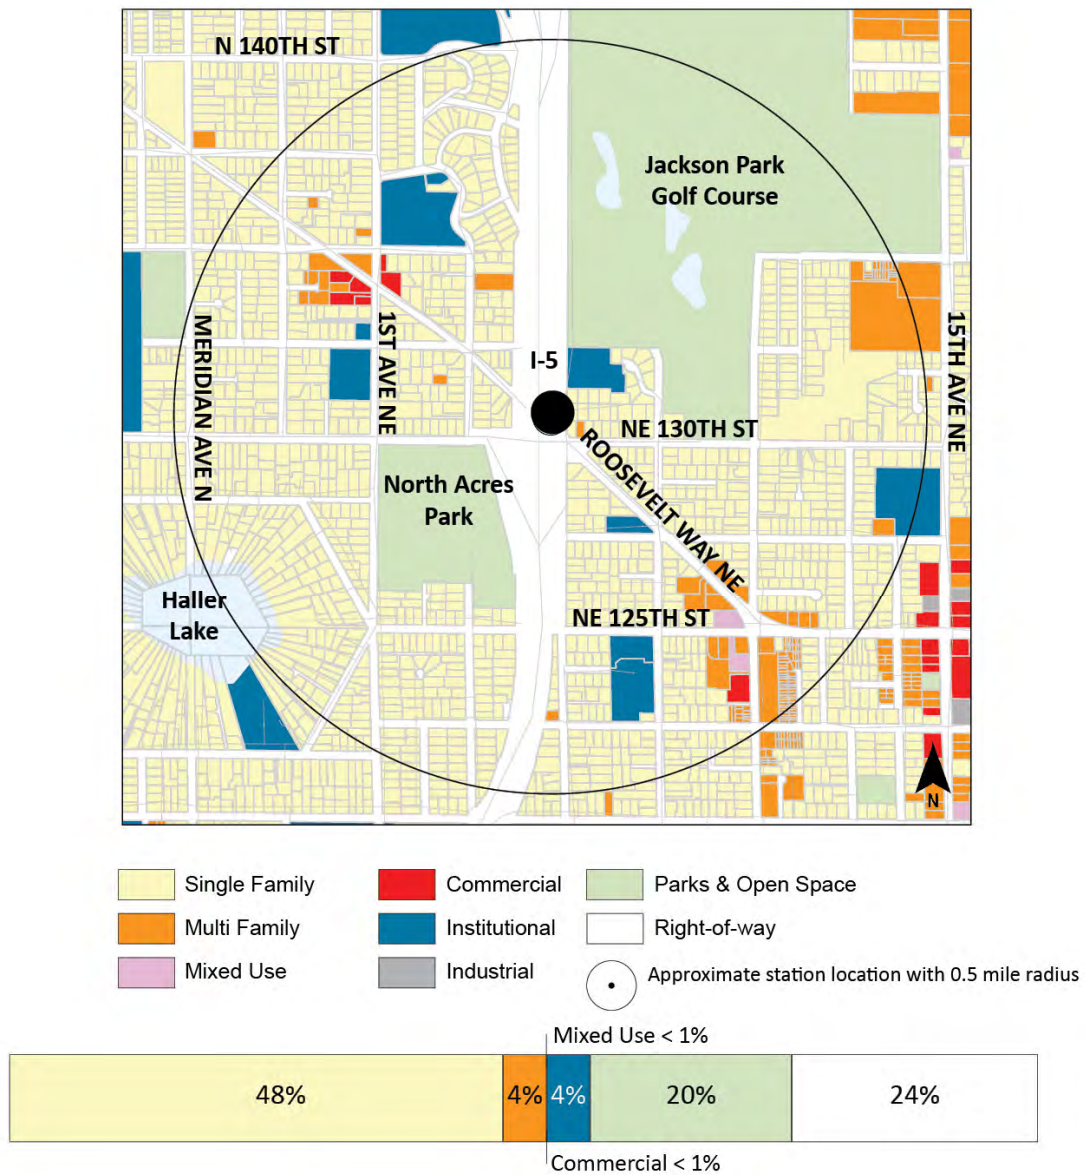 N 140TH ST
Jackson Park
Golf Course
MERIDIAN AVE N
1ST AVE NE
I-5
15TH AVE NE
NE 130TH ST
ROOSEVELT WAY NE
North Acres
Park
Haller
Lake
NE 125TH ST
N
Single Family
Commercial
Parks & Open Space
Multi Family
Institutional
Right-of-way
Mixed Use
Industrial
Approximate station location with 0.5 mile radius
Mixed Use < 1%
48%
4%
4%
20%
24%
Commercial < 1%